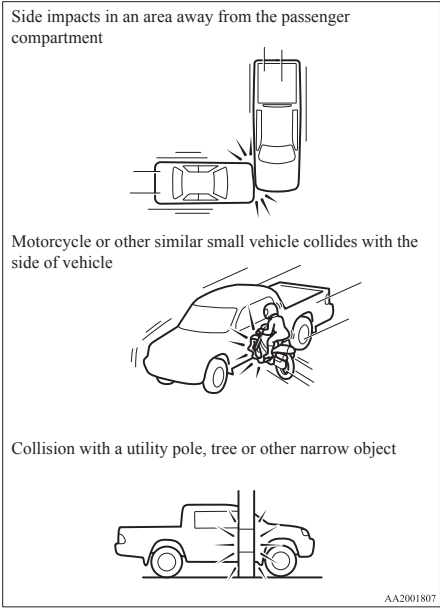 Side impacts in an area away from the passenger
compartment
Motorcycle or other similar small vehicle collides with the
side of vehicle
Collision with a utility pole, tree or other narrow object
AA2001807